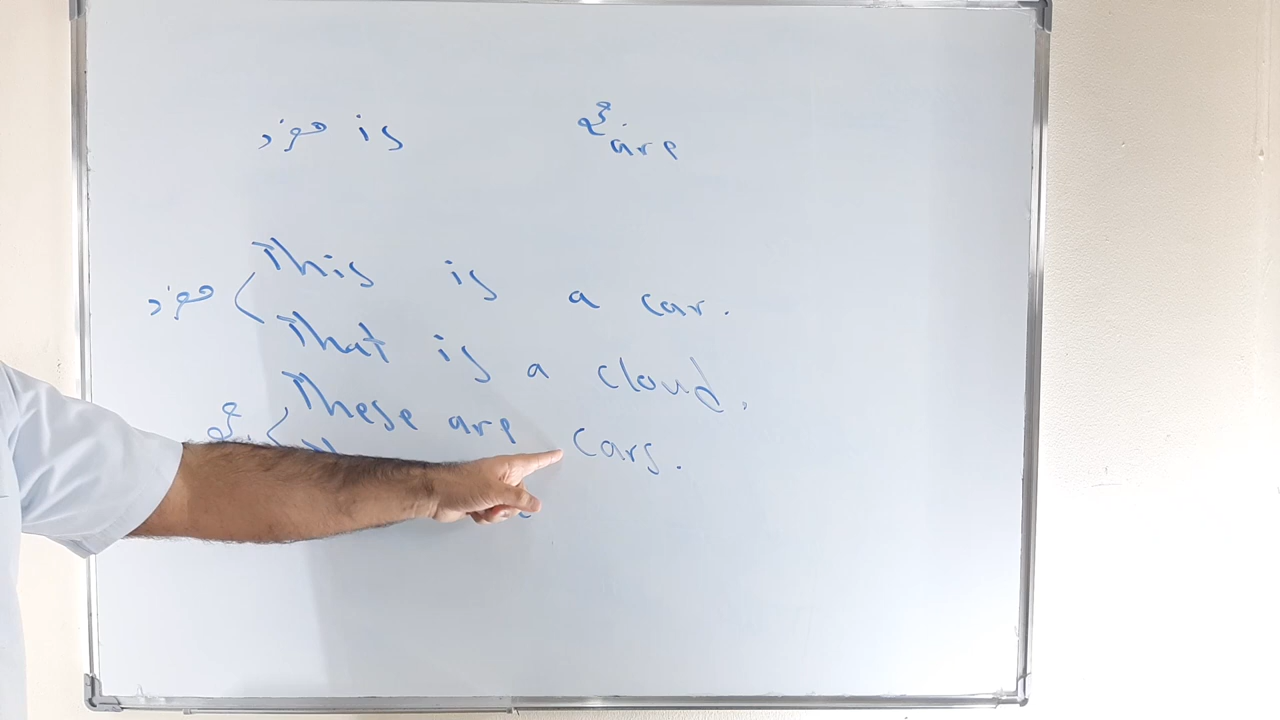 مفرد is جمع are
This is a car.
مفرد
That is a cloud.
These are cars.
جمع